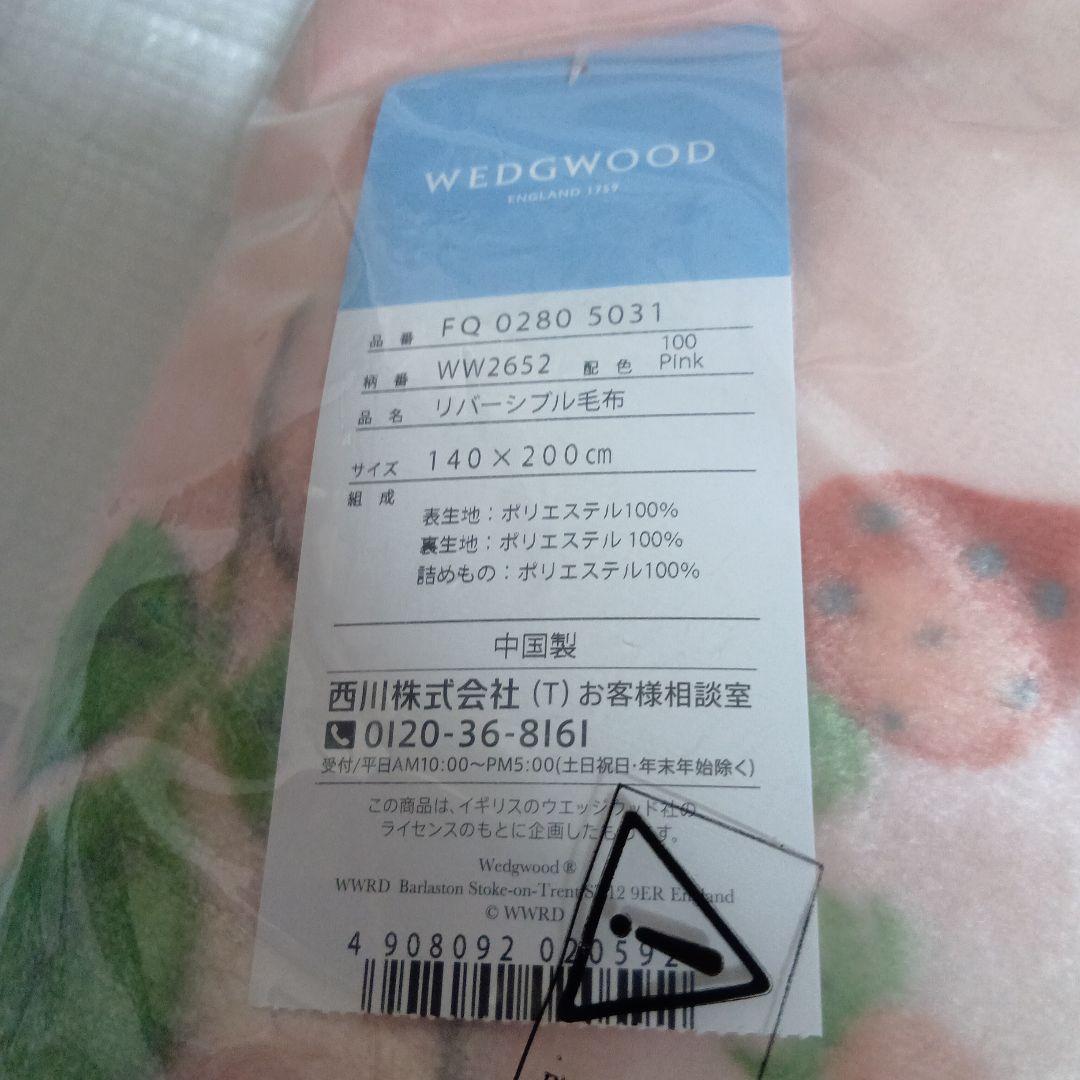 WEDGWOOD
ENGLAND 1759
品番 FQ 0280 5031
柄番 WW2652 配色 100 Pink
品名 リバーシブル毛布
サイズ 140×200cm
組成
表生地：ポリエステル100%
裏生地：ポリエステル 100%
詰めもの：ポリエステル100%
中国製
西川株式会社 (T) お客様相談室
0120-36-8161
受付/平日AM10:00〜PM5:00(土日祝日・年末年始除く)
この商品は、イギリスのウエッジウッド社の
ライセンスのもとに企画したも す。
Wedgwood ®
WWRD Barlaston Stoke-on-Trent 9ER England
© WWRD
4 908092 020592